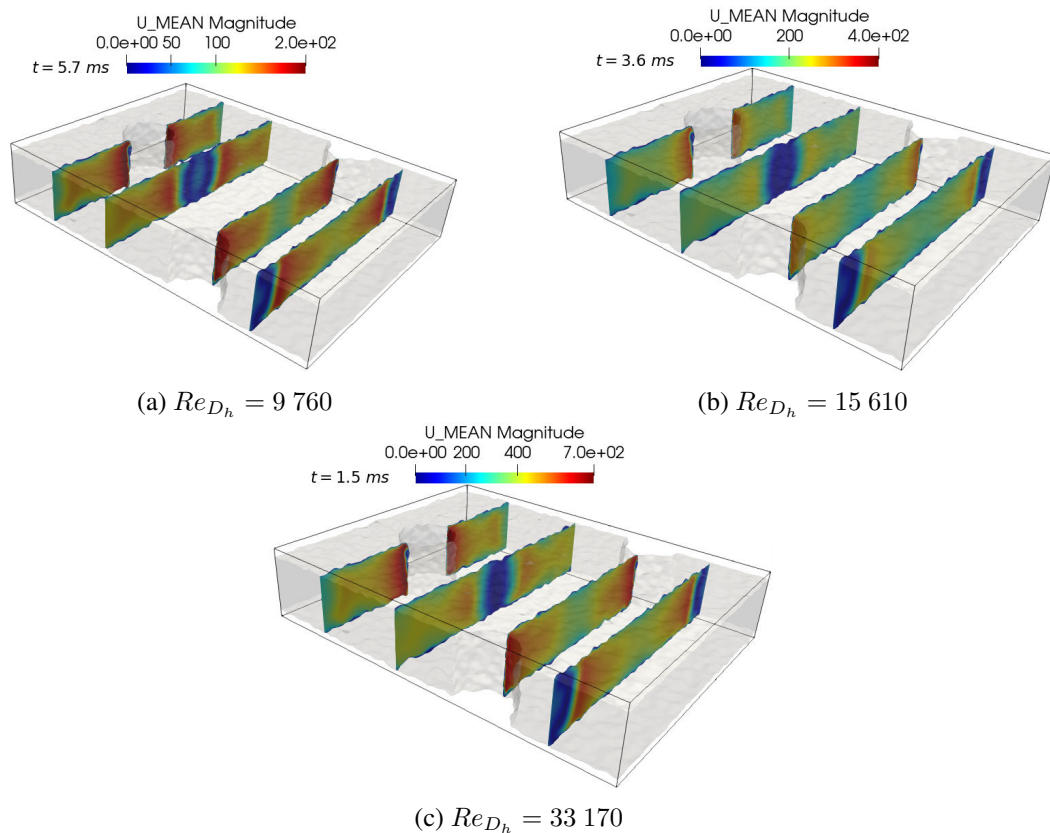 U_MEAN Magnitude
0.0e+00 50 100 2.0e+02
t = 5.7 ms
U_MEAN Magnitude
0.0e+00 200 4.0e+02
t = 3.6 ms
(a) Re_{D_h} = 9 760
(b) Re_{D_h} = 15 610
U_MEAN Magnitude
0.0e+00 200 400 7.0e+02
t = 1.5 ms
(c) Re_{D_h} = 33 170